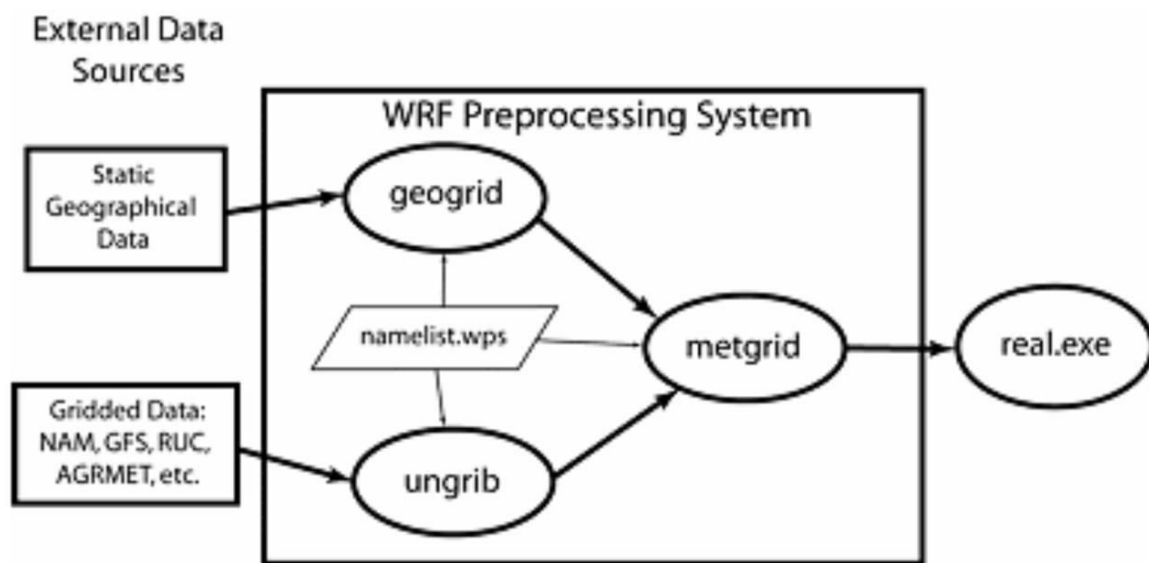 External Data
Sources
WRF Preprocessing System
Static
Geographical
Data
geogrid
namelist.wps
metgrid
real.exe
Gridded Data:
NAM, GFS, RUC,
AGRMET, etc.
ungrib